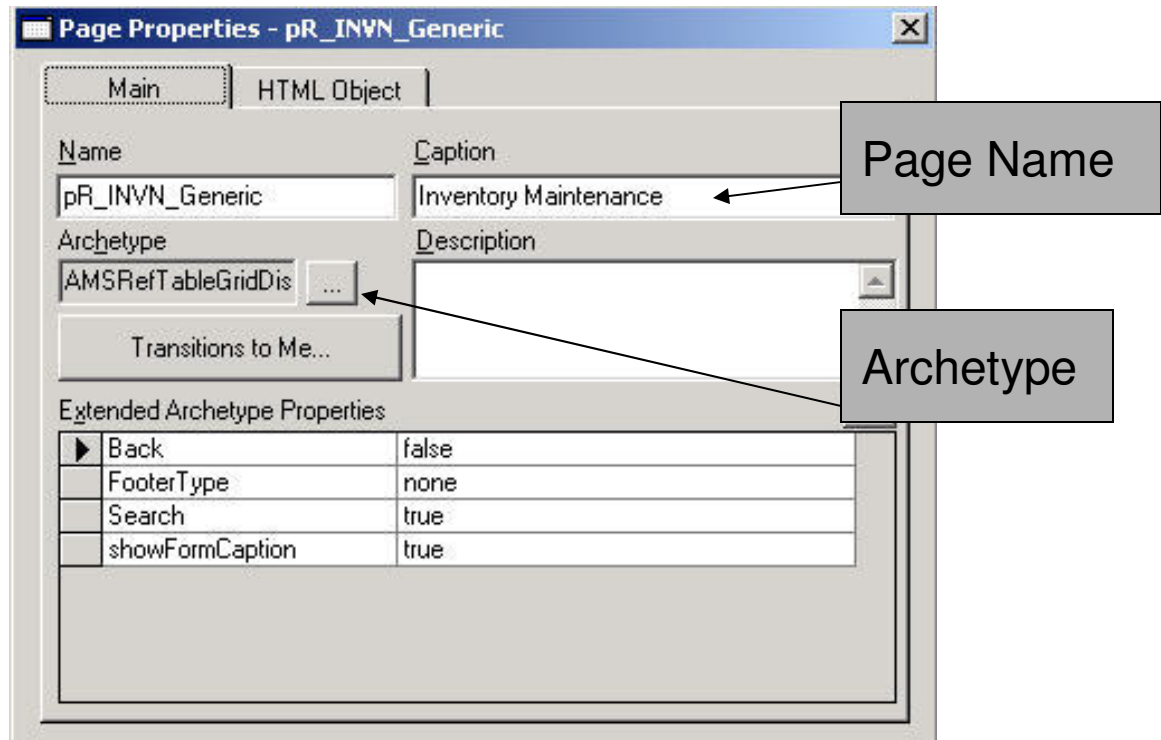 Page Properties - pR_INVN_Generic
Main
HTML Object
Name
Caption
Page Name
pR_INVN_Generic
Inventory Maintenance
Archetype
Description
AMSRefTableGridDis
...
Transitions to Me...
Archetype
Extended Archetype Properties
Back false
FooterType none
Search true
showFormCaption true